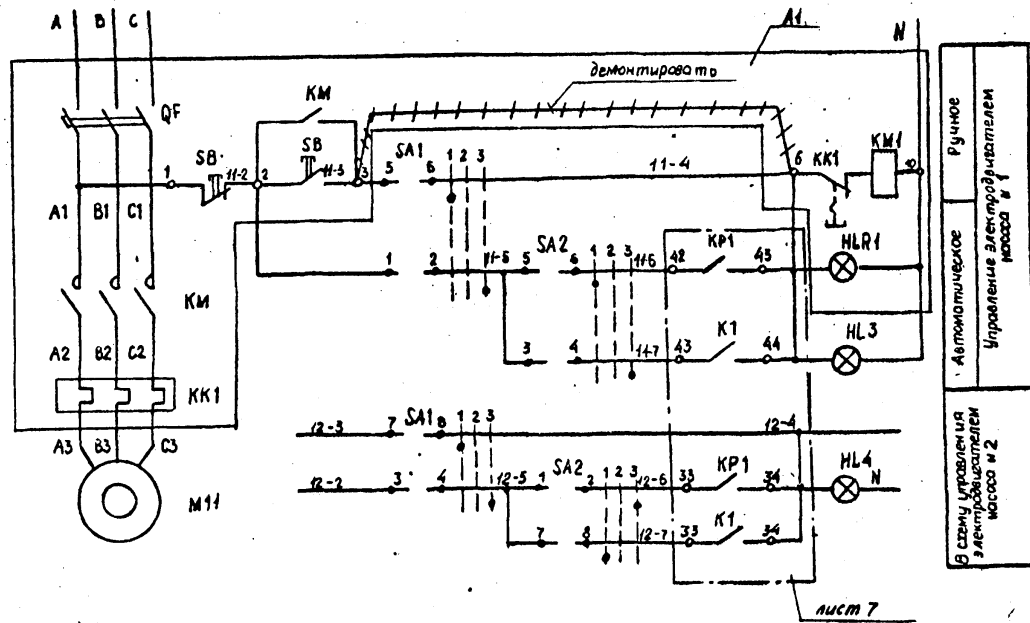 A B C
A1
N
демонтировать
QF
KM
SB
SB
1
11-2
2
11-3
3
5
SA1
6
1 2 3
11-4
6
KK1
KM1
A1 B1 C1
1
2
11-5
SA2
5
6
1 2 3
11-6
42
KP1
45
HLR1
KM
3
4
11-7
43
K1
44
HL3
A2 B2 C2
KK1
A3 B3 C3
M11
12-3
7
SA1
8
1 2 3
12-4
12-2
3
4
12-5
SA2
1
2
1 2 3
12-6
33
KP1
34
HL4
N
7
8
12-7
33
K1
34
лист 7
Ручное
Автоматическое
Управление электродвигателем
насоса N 1
В схему управления
электродвигателем
насоса N 2